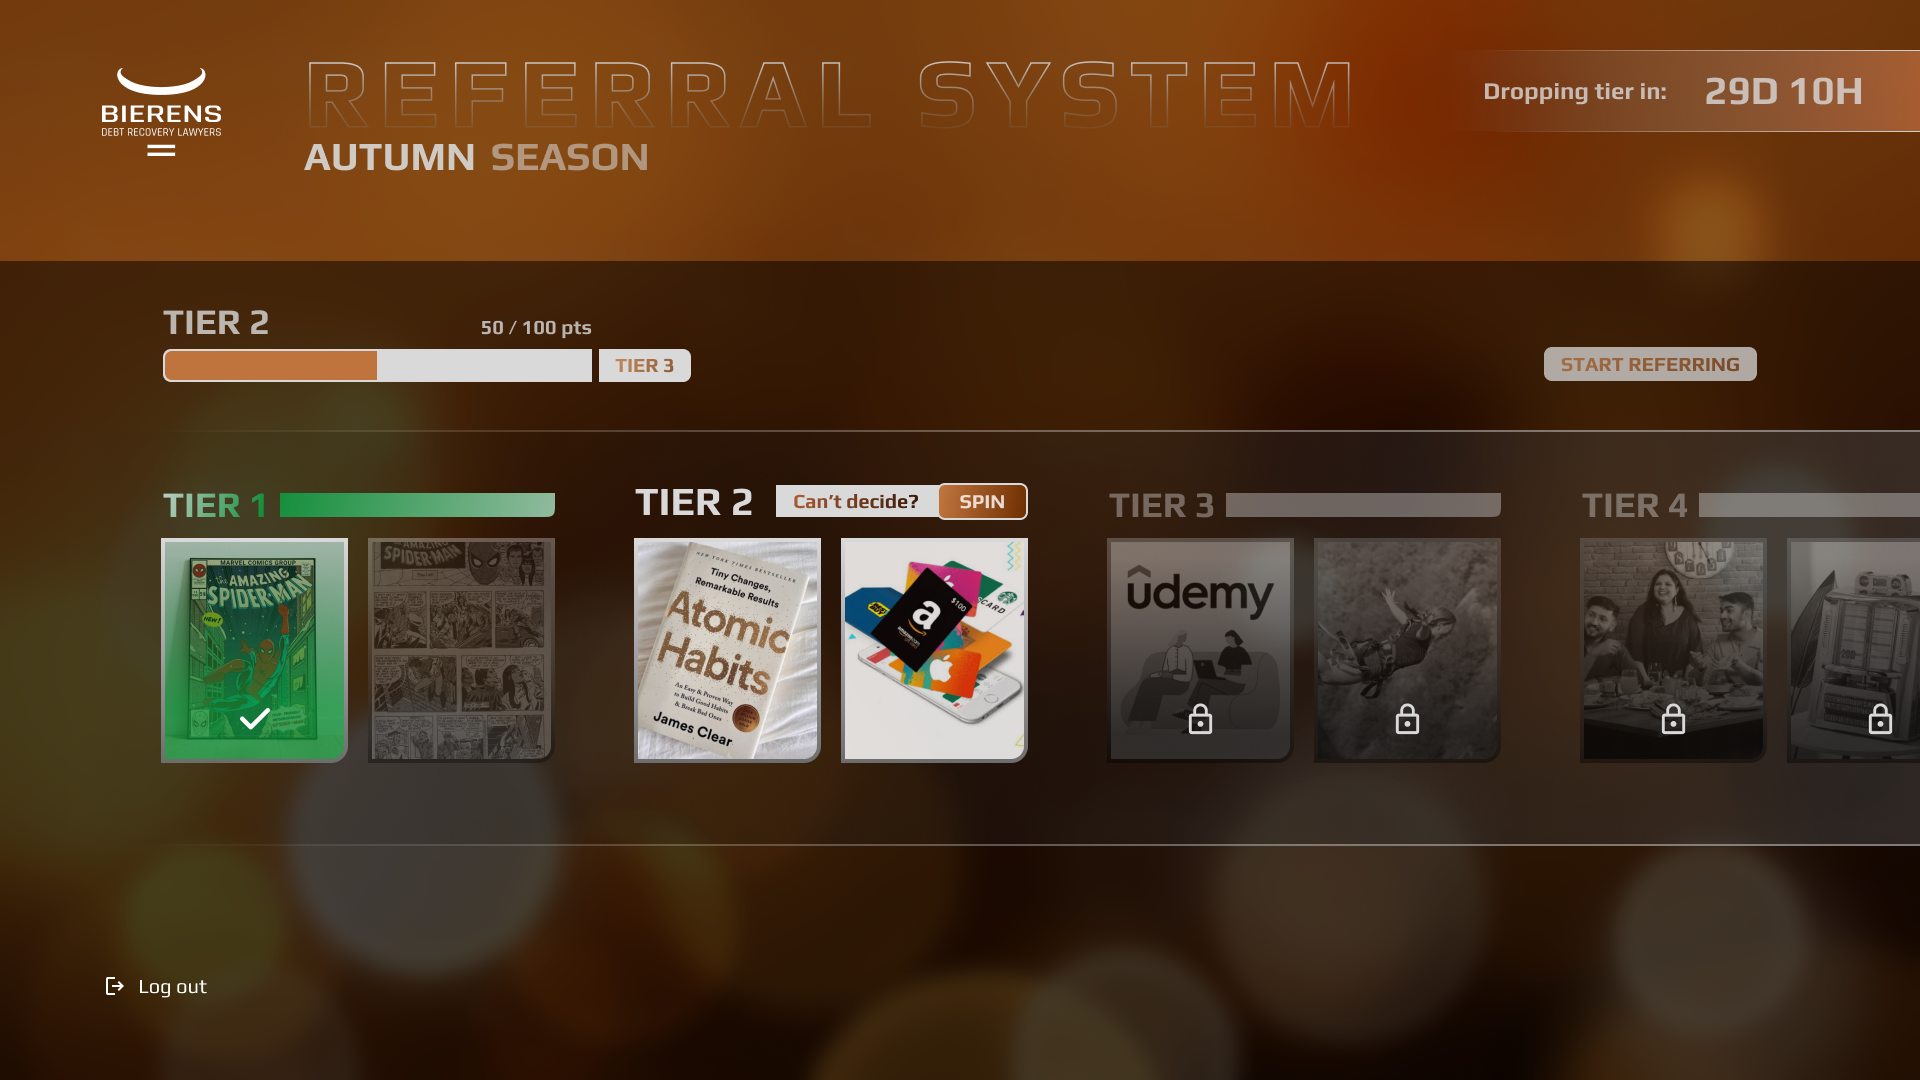 BIERENS
DEBT RECOVERY LAWYERS
REFERRAL SYSTEM
AUTUMN SEASON
Dropping tier in: 29D 10H
TIER 2
50 / 100 pts
TIER 3
START REFERRING
TIER 1
TIER 2
Can't decide?
SPIN
TIER 3
TIER 4
MARVEL COMICS GROUP
the AMAZING
SPIDER-MAN
NEW!
AMAZING
SPIDER-MAN
NEW YORK TIMES BESTSELLER
Tiny Changes,
Remarkable Results
Atomic
Habits
An Easy & Proven Way
to Build Good Habits
& Break Bad Ones
James Clear
$100
a
udemy
Log out